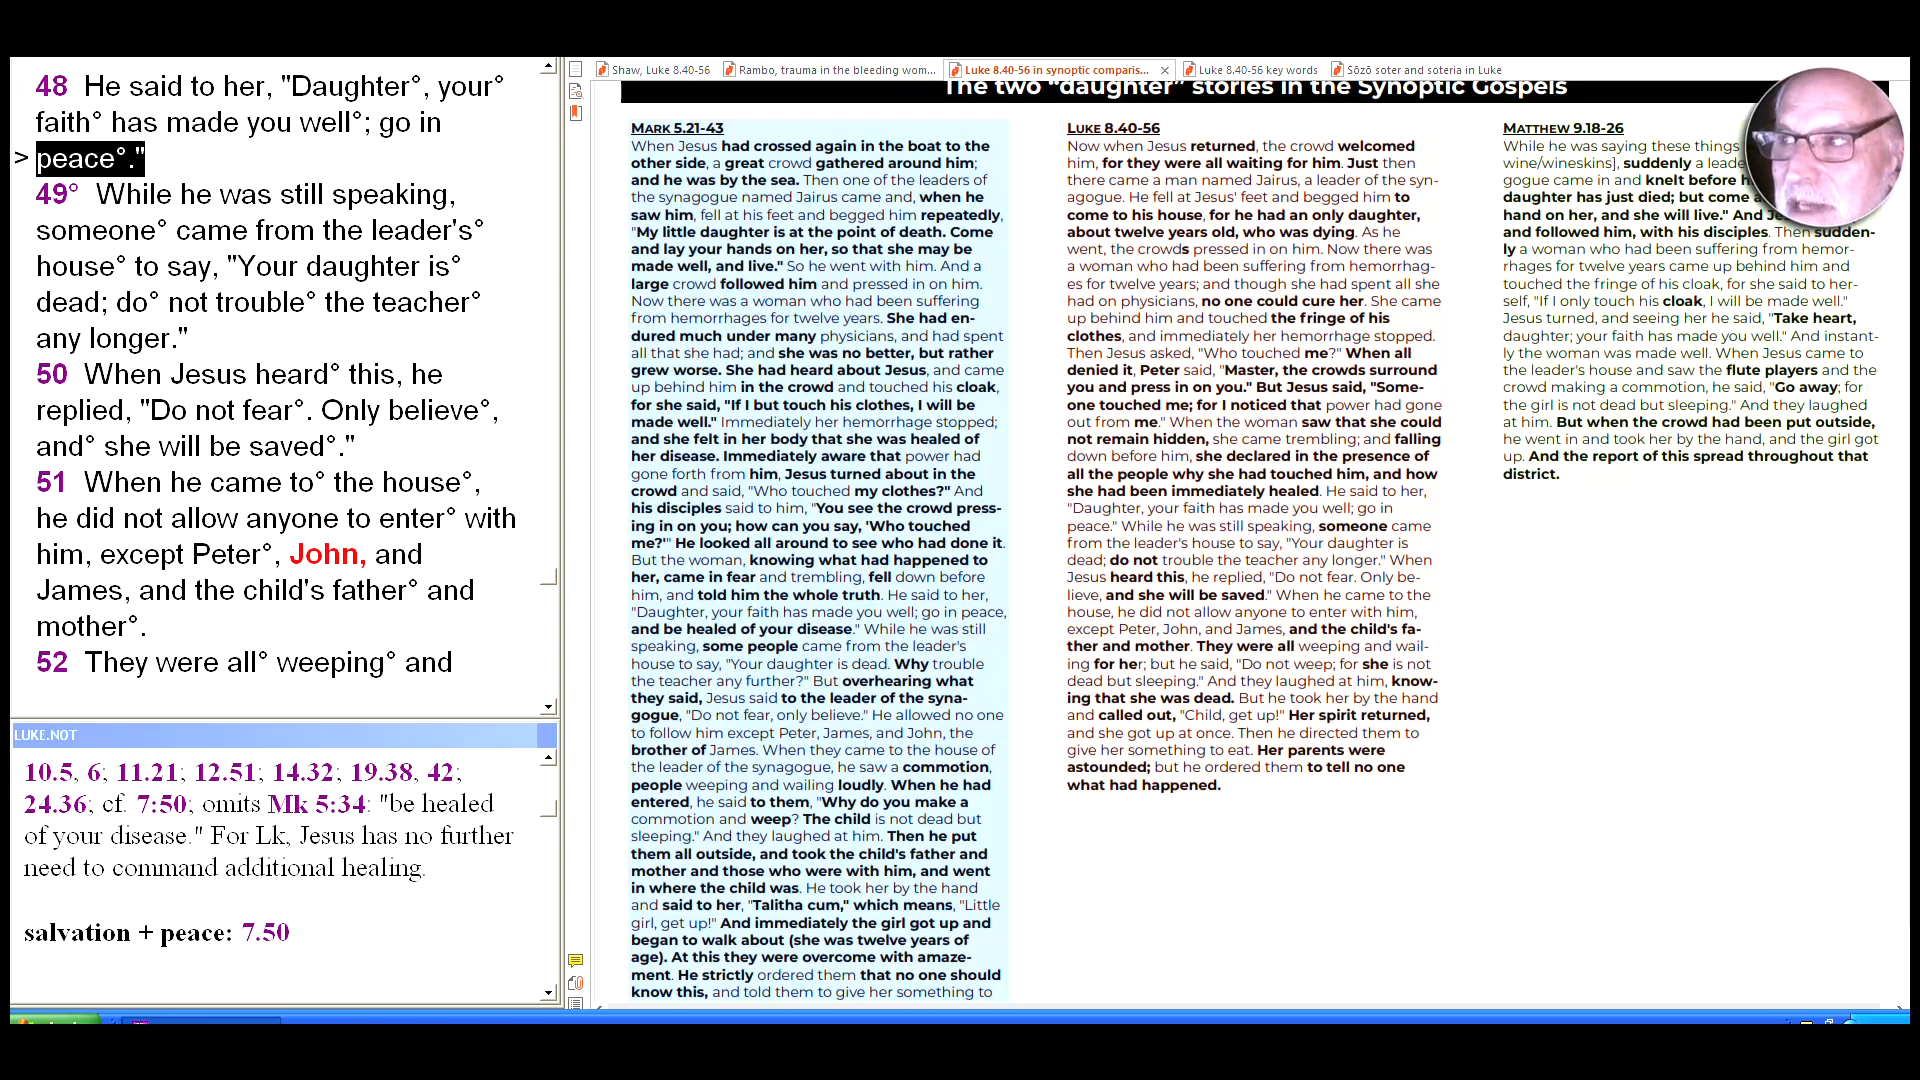 48 He said to her, "Daughter°, your°
faith° has made you well°; go in
> peace°."
49° While he was still speaking,
someone° came from the leader's°
house° to say, "Your daughter is°
dead; do° not trouble° the teacher°
any longer."
50 When Jesus heard° this, he
replied, "Do not fear°. Only believe°,
and° she will be saved°."
51 When he came to° the house°,
he did not allow anyone to enter° with
him, except Peter°, John, and
James, and the child's father° and
mother°.
52 They were all° weeping° and
LUKE.NOT
10.5, 6; 11.21; 12.51; 14.32; 19.38, 42;
24.36; cf. 7:50; omits Mk 5:34: "be healed
of your disease." For Lk, Jesus has no further
need to command additional healing.
salvation + peace: 7.50
Shaw, Luke 8.40-56
Rambo, trauma in the bleeding wom...
Luke 8.40-56 in synoptic comparis...
Luke 8.40-56 key words
Sōzō soter and soteria in Luke
The two "daughter" stories in the Synoptic Gospels
MARK 5.21-43
When Jesus had crossed again in the boat to the
other side, a great crowd gathered around him;
and he was by the sea. Then one of the leaders of
the synagogue named Jairus came and, when he
saw him, fell at his feet and begged him repeatedly,
"My little daughter is at the point of death. Come
and lay your hands on her, so that she may be
made well, and live." So he went with him. And a
large crowd followed him and pressed in on him.
Now there was a woman who had been suffering
from hemorrhages for twelve years. She had en-
dured much under many physicians, and had spent
all that she had; and she was no better, but rather
grew worse. She had heard about Jesus, and came
up behind him in the crowd and touched his cloak,
for she said, "If I but touch his clothes, I will be
made well." Immediately her hemorrhage stopped;
and she felt in her body that she was healed of
her disease. Immediately aware that power had
gone forth from him, Jesus turned about in the
crowd and said, "Who touched my clothes?" And
his disciples said to him, "You see the crowd press-
ing in on you; how can you say, 'Who touched
me?'" He looked all around to see who had done it.
But the woman, knowing what had happened to
her, came in fear and trembling, fell down before
him, and told him the whole truth. He said to her,
"Daughter, your faith has made you well; go in peace,
and be healed of your disease." While he was still
speaking, some people came from the leader's
house to say, "Your daughter is dead. Why trouble
the teacher any further?" But overhearing what
they said, Jesus said to the leader of the syna-
gogue, "Do not fear, only believe." He allowed no one
to follow him except Peter, James, and John, the
brother of James. When they came to the house of
the leader of the synagogue, he saw a commotion,
people weeping and wailing loudly. When he had
entered, he said to them, "Why do you make a
commotion and weep? The child is not dead but
sleeping." And they laughed at him. Then he put
them all outside, and took the child's father and
mother and those who were with him, and went
in where the child was. He took her by the hand
and said to her, "Talitha cum," which means, "Little
girl, get up!" And immediately the girl got up and
began to walk about (she was twelve years of
age). At this they were overcome with amaze-
ment. He strictly ordered them that no one should
know this, and told them to give her something to
LUKE 8.40-56
Now when Jesus returned, the crowd welcomed
him, for they were all waiting for him. Just then
there came a man named Jairus, a leader of the syn-
agogue. He fell at Jesus' feet and begged him to
come to his house, for he had an only daughter,
about twelve years old, who was dying. As he
went, the crowds pressed in on him. Now there was
a woman who had been suffering from hemorrhag-
es for twelve years; and though she had spent all she
had on physicians, no one could cure her. She came
up behind him and touched the fringe of his
clothes, and immediately her hemorrhage stopped.
Then Jesus asked, "Who touched me?" When all
denied it, Peter said, "Master, the crowds surround
you and press in on you." But Jesus said, "Some-
one touched me; for I noticed that power had gone
out from me." When the woman saw that she could
not remain hidden, she came trembling; and falling
down before him, she declared in the presence of
all the people why she had touched him, and how
she had been immediately healed. He said to her,
"Daughter, your faith has made you well; go in
peace." While he was still speaking, someone came
from the leader's house to say, "Your daughter is
dead; do not trouble the teacher any longer." When
Jesus heard this, he replied, "Do not fear. Only be-
lieve, and she will be saved." When he came to the
house, he did not allow anyone to enter with him,
except Peter, John, and James, and the child's fa-
ther and mother. They were all weeping and wail-
ing for her; but he said, "Do not weep; for she is not
dead but sleeping." And they laughed at him, know-
ing that she was dead. But he took her by the hand
and called out, "Child, get up!" Her spirit returned,
and she got up at once. Then he directed them to
give her something to eat. Her parents were
astounded; but he ordered them to tell no one
what had happened.
MATTHEW 9.18-26
While he was saying these things
wine/wineskins], suddenly a leade
gogue came in and knelt before h
daughter has just died; but come a
hand on her, and she will live." And Je
and followed him, with his disciples. Then sudden-
ly a woman who had been suffering from hemor-
rhages for twelve years came up behind him and
touched the fringe of his cloak, for she said to her-
self, "If I only touch his cloak, I will be made well."
Jesus turned, and seeing her he said, "Take heart,
daughter; your faith has made you well." And instant-
ly the woman was made well. When Jesus came to
the leader's house and saw the flute players and the
crowd making a commotion, he said, "Go away; for
the girl is not dead but sleeping." And they laughed
at him. But when the crowd had been put outside,
he went in and took her by the hand, and the girl got
up. And the report of this spread throughout that
district.